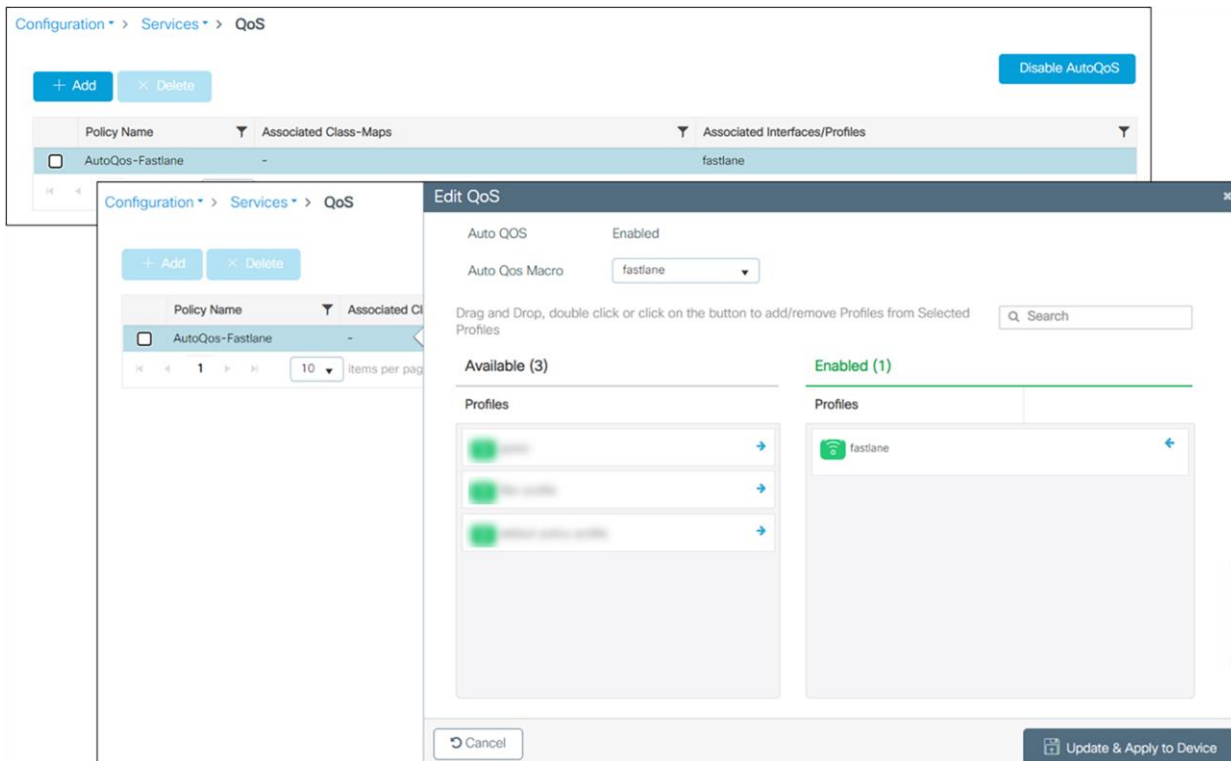 Configuration > Services > QoS
Disable AutoQoS
+ Add × Delete
Policy Name Associated Class-Maps Associated Interfaces/Profiles
AutoQos-Fastlane - fastlane
Configuration > Services > QoS
+ Add × Delete
Policy Name Associated Cl
AutoQos-Fastlane -
1 10 items per pag
Edit QoS
Auto QOS Enabled
Auto Qos Macro fastlane
Drag and Drop, double click or click on the button to add/remove Profiles from Selected
Profiles
Search
Available (3) Enabled (1)
Profiles Profiles
fastlane
Cancel Update & Apply to Device